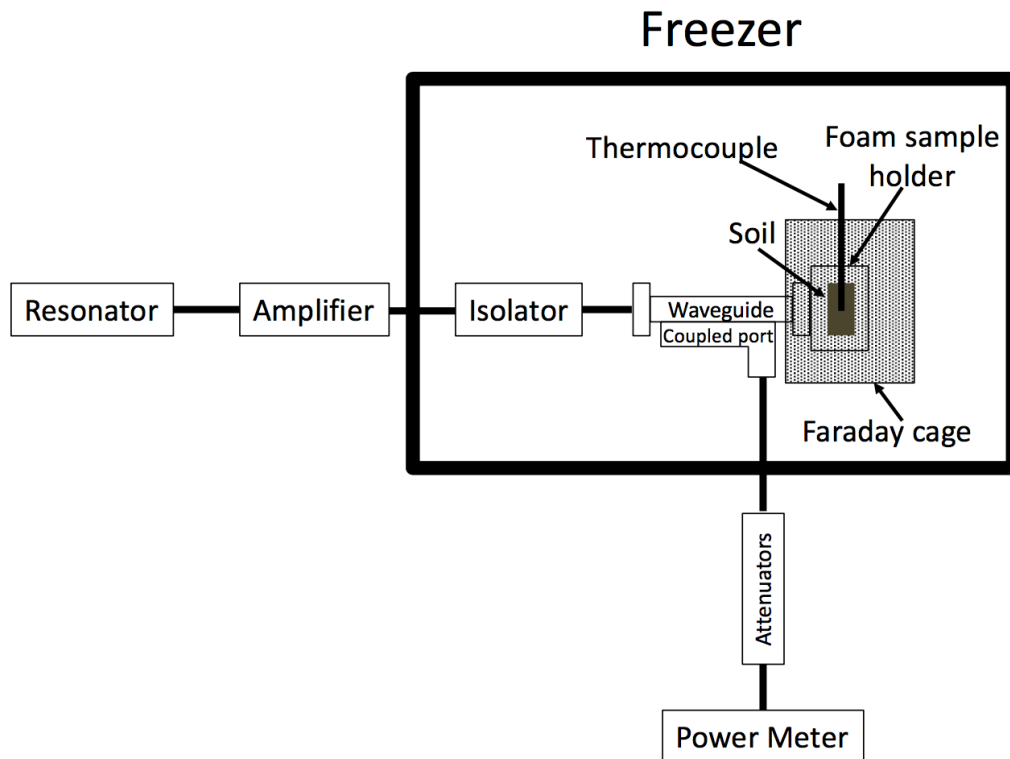 Freezer
Thermocouple
Foam sample
holder
Soil
Resonator
Amplifier
Isolator
Waveguide
Coupled port
Faraday cage
Attenuators
Power Meter